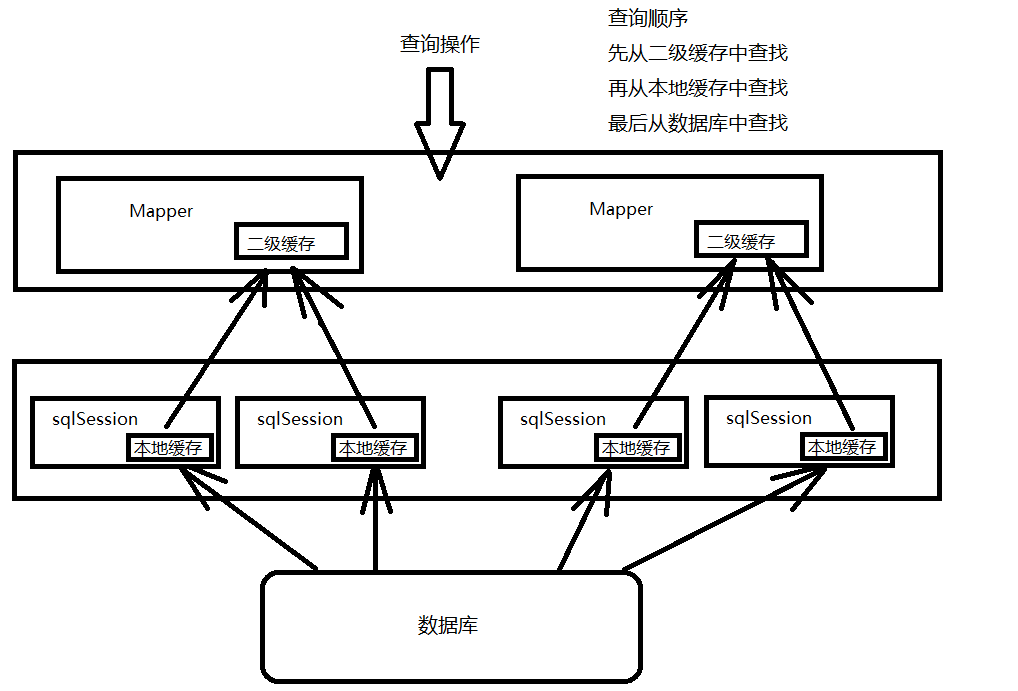 查询顺序
查询操作
先从二级缓存中查找
再从本地缓存中查找
最后从数据库中查找
Mapper
二级缓存
Mapper
二级缓存
sqlSession
本地缓存
sqlSession
本地缓存
sqlSession
本地缓存
sqlSession
本地缓存
数据库